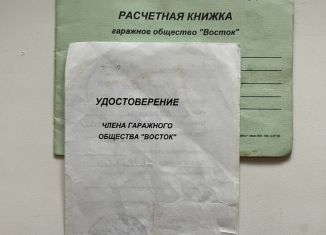 РАСЧЕТНАЯ КНИЖКА
гаражное общество "Восток"
УДОСТОВЕРЕНИЕ
ЧЛЕНА ГАРАЖНОГО
ОБЩЕСТВА "ВОСТОК"